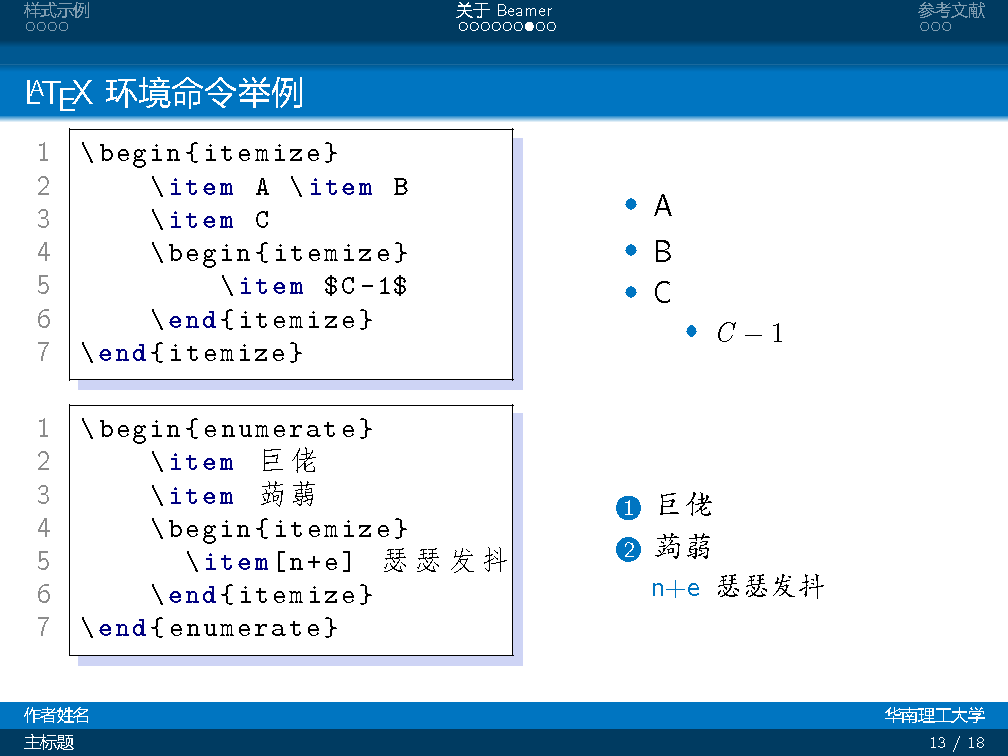 样式示例 关于 Beamer 参考文献
LATEX 环境命令举例
1 \begin{itemize}
2 \item A \item B
3 \item C
4 \begin{itemize}
5 \item $C-1$
6 \end{itemize}
7 \end{itemize}
• A
• B
• C
• C − 1
1 \begin{enumerate}
2 \item 巨佬
3 \item 蒟蒻
4 \begin{itemize}
5 \item[n+e] 瑟瑟发抖
6 \end{itemize}
7 \end{enumerate}
1 巨佬
2 蒟蒻
n+e 瑟瑟发抖
作者姓名 华南理工大学
主标题 13 / 18